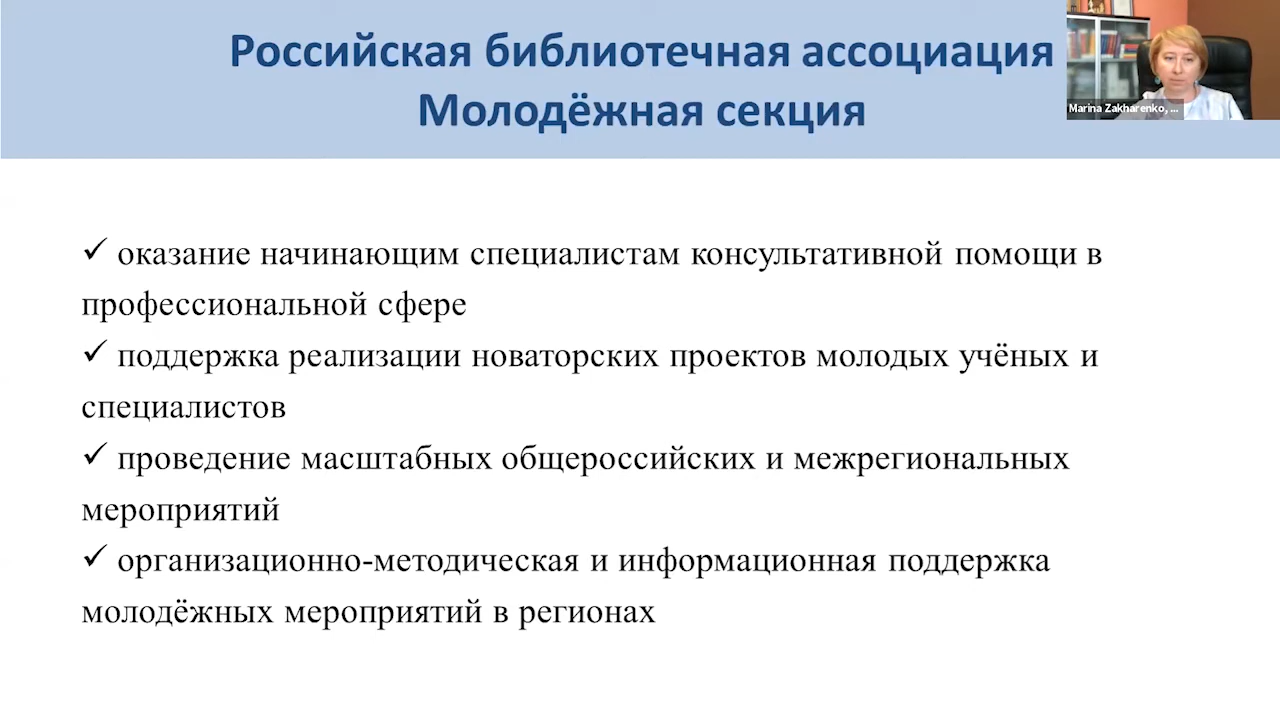 Российская библиотечная ассоциация
Молодёжная секция
Marina Zakharenko, ...
✓ оказание начинающим специалистам консультативной помощи в
профессиональной сфере
✓ поддержка реализации новаторских проектов молодых учёных и
специалистов
✓ проведение масштабных общероссийских и межрегиональных
мероприятий
✓ организационно-методическая и информационная поддержка
молодёжных мероприятий в регионах